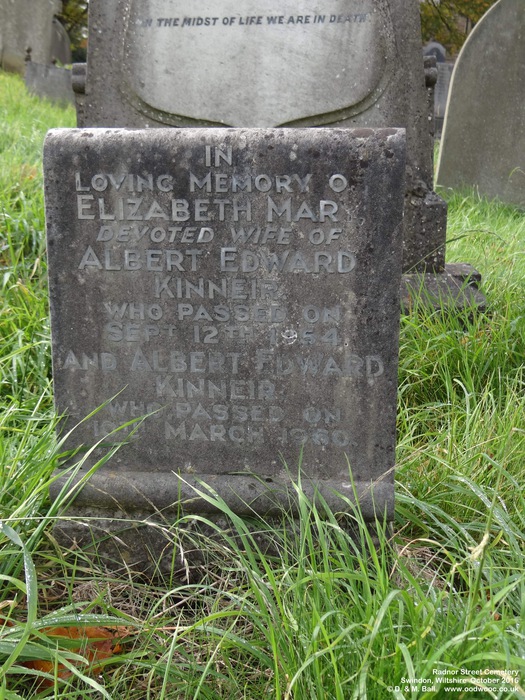 IN THE MIDST OF LIFE WE ARE IN DEATH.
IN
LOVING MEMORY O
ELIZABETH MARY
DEVOTED WIFE OF
ALBERT EDWARD
KINNEIR
WHO PASSED ON
SEPT 12TH 1954
AND ALBERT EDWARD
KINNEIR
WHO PASSED ON
MARCH 1960
Radnor Street Cemetery
Swindon, Wiltshire October 2016
© D. & M. Ball www.oodwooc.co.uk